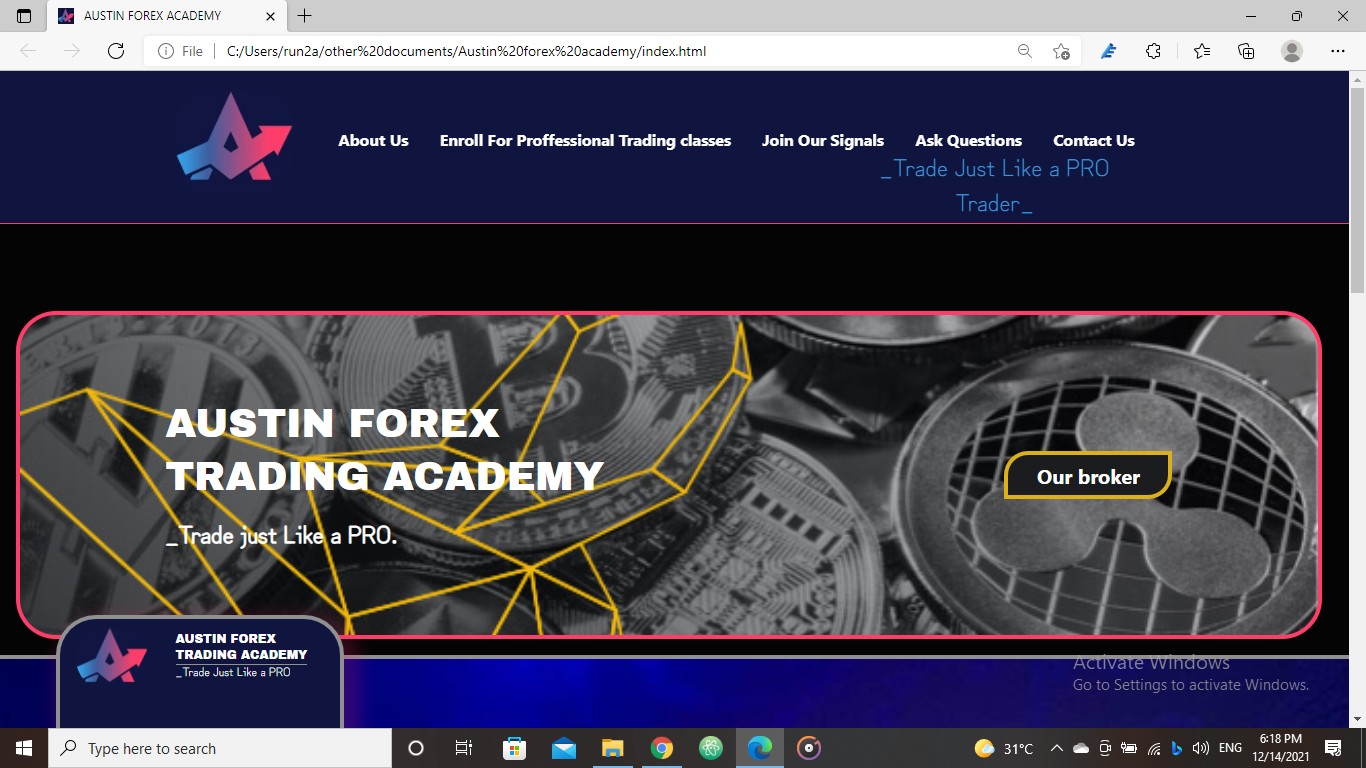 AUSTIN FOREX ACADEMY
File
C:/Users/run2a/other%20documents/Austin%20forex%20academy/index.html
About Us
Enroll For Proffessional Trading classes
Join Our Signals
Ask Questions
Contact Us
_Trade Just Like a PRO
Trader_
AUSTIN FOREX
TRADING ACADEMY
_Trade just Like a PRO.
Our broker
AUSTIN FOREX
TRADING ACADEMY
_Trade Just Like a PRO
Activate Windows
Go to Settings to activate Windows.
Type here to search
31°C
ENG
6:18 PM
12/14/2021